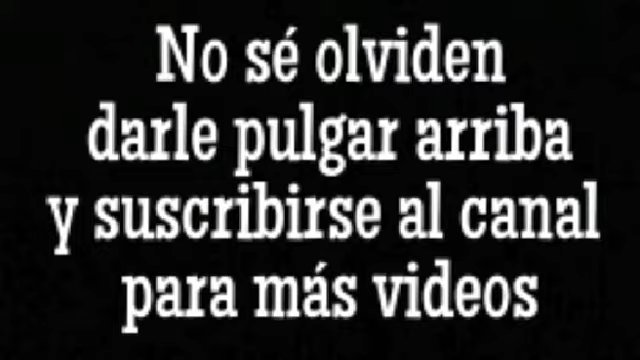 No sé olviden
darle pulgar arriba
y suscribirse al canal
para más videos